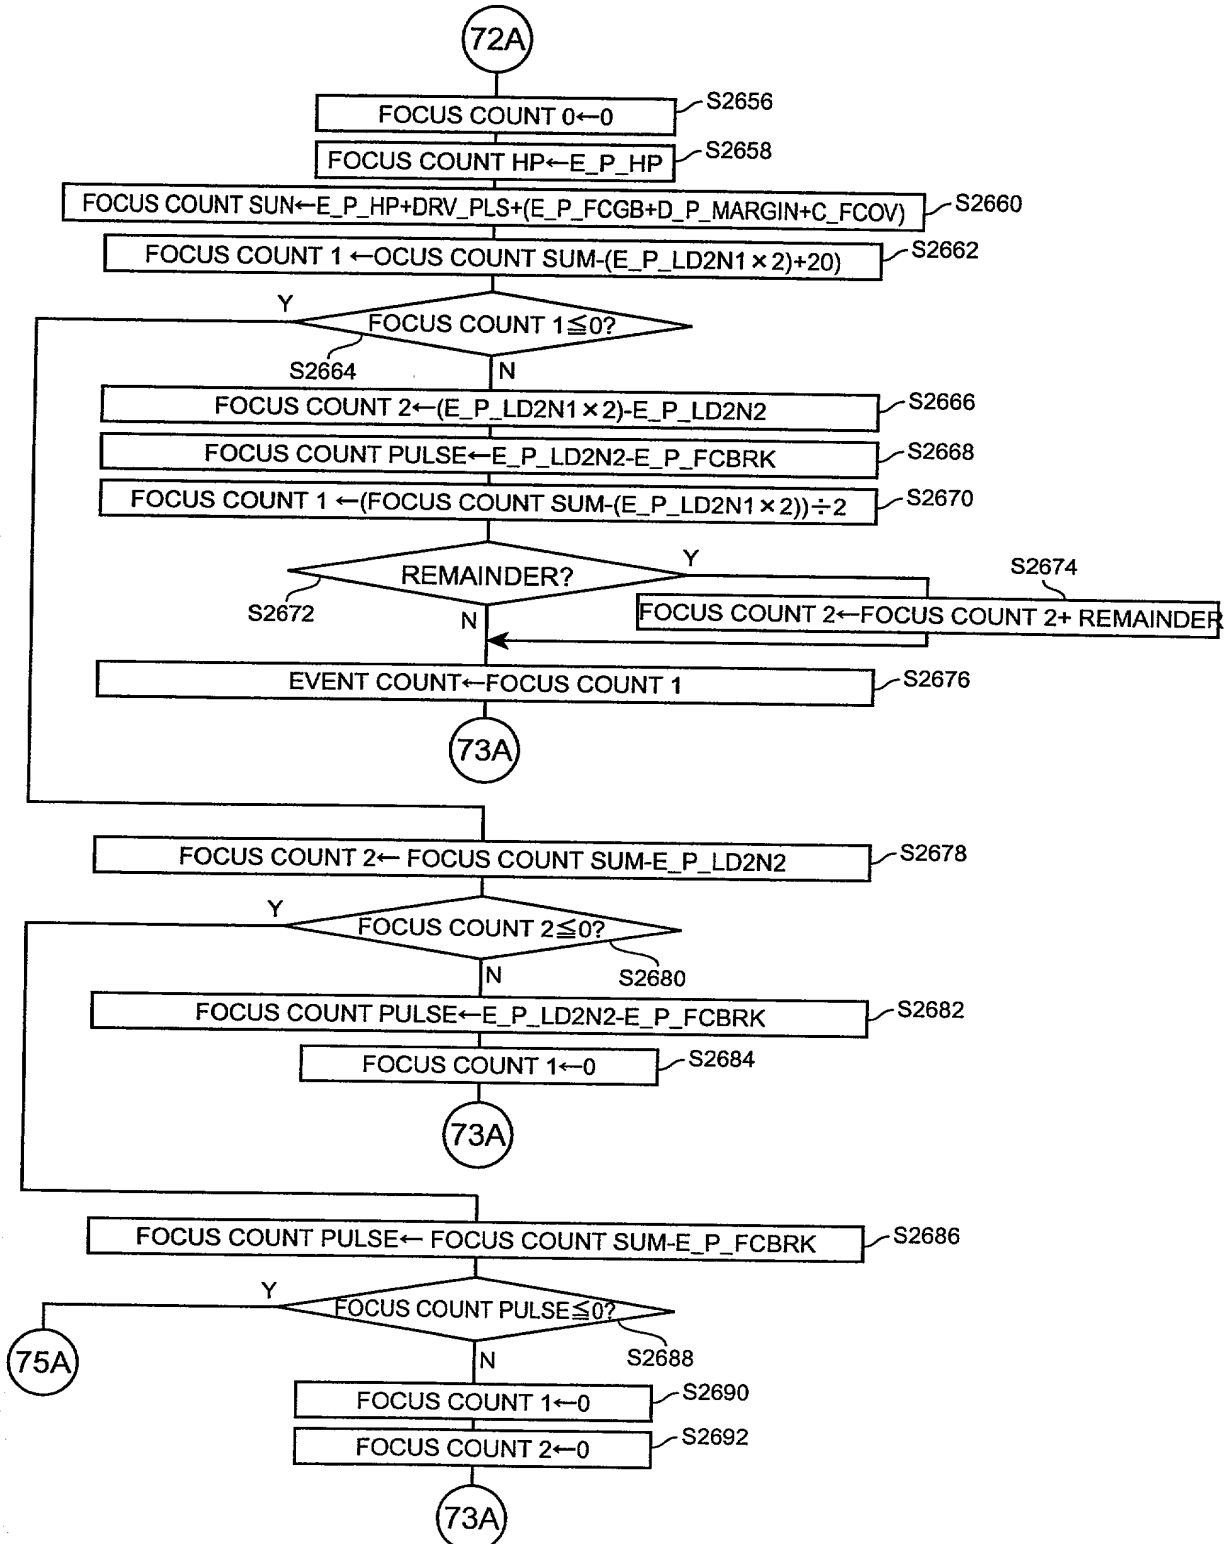 72A
FOCUS COUNT 0←0
S2656
FOCUS COUNT HP←E_P_HP
S2658
FOCUS COUNT SUN←E_P_HP+DRV_PLS+(E_P_FCGB+D_P_MARGIN+C_FCOV)
S2660
FOCUS COUNT 1 ←OCUS COUNT SUM-(E_P_LD2N1×2)+20)
S2662
Y
FOCUS COUNT 1≦0?
S2664
N
FOCUS COUNT 2←(E_P_LD2N1×2)-E_P_LD2N2
S2666
FOCUS COUNT PULSE←E_P_LD2N2-E_P_FCBRK
S2668
FOCUS COUNT 1 ←(FOCUS COUNT SUM-(E_P_LD2N1×2))÷2
S2670
REMAINDER?
Y
S2672
N
S2674
FOCUS COUNT 2←FOCUS COUNT 2+ REMAINDER
EVENT COUNT←FOCUS COUNT 1
S2676
73A
FOCUS COUNT 2← FOCUS COUNT SUM-E_P_LD2N2
S2678
Y
FOCUS COUNT 2≦0?
S2680
N
FOCUS COUNT PULSE←E_P_LD2N2-E_P_FCBRK
S2682
FOCUS COUNT 1←0
S2684
73A
FOCUS COUNT PULSE← FOCUS COUNT SUM-E_P_FCBRK
S2686
Y
FOCUS COUNT PULSE≦0?
S2688
75A
N
FOCUS COUNT 1←0
S2690
FOCUS COUNT 2←0
S2692
73A